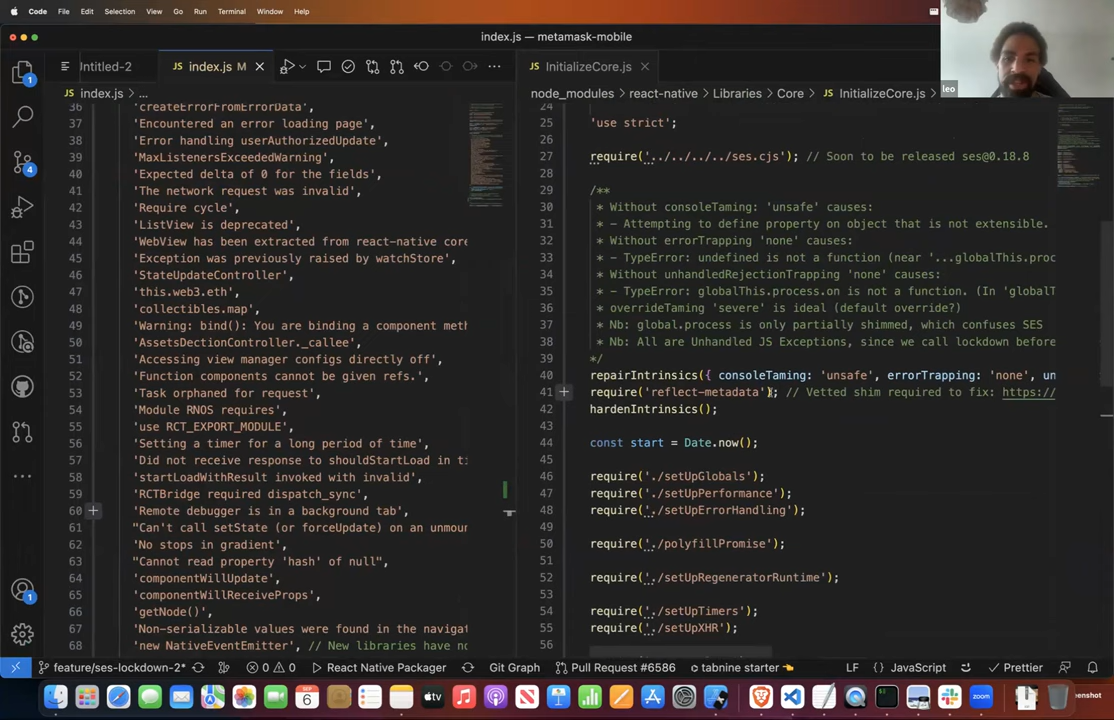 Code File Edit Selection View Go Run Terminal Window Help
index.js — metamask-mobile
Untitled-2 index.js M
InitializeCore.js
leo
index.js > ...
node_modules > react-native > Libraries > Core > InitializeCore.js > ...
36 'createErrorFromErrorData',
37 'Encountered an error loading page',
38 'Error handling userAuthorizedUpdate',
39 'MaxListenersExceededWarning',
40 'Expected delta of 0 for the fields',
41 'The network request was invalid',
42 'Require cycle',
43 'ListView is deprecated',
44 'WebView has been extracted from react-native core
45 'Exception was previously raised by watchStore',
46 'StateUpdateController',
47 'this.web3.eth',
48 'collectibles.map',
49 'Warning: bind(): You are binding a component meth
50 'AssetsDectionController._callee',
51 'Accessing view manager configs directly off',
52 'Function components cannot be given refs.',
53 'Task orphaned for request',
54 'Module RNOS requires',
55 'use RCT_EXPORT_MODULE',
56 'Setting a timer for a long period of time',
57 'Did not receive response to shouldStartLoad in ti
58 'startLoadWithResult invoked with invalid',
59 'RCTBridge required dispatch_sync',
60 'Remote debugger is in a background tab',
61 "Can't call setState (or forceUpdate) on an unmoun
62 'No stops in gradient',
63 "Cannot read property 'hash' of null",
64 'componentWillUpdate',
65 'componentWillReceiveProps',
66 'getNode()',
67 'Non-serializable values were found in the navigat
68 'new NativeEventEmitter', // New libraries have no
24
25 'use strict';
26
27 require('../../../../ses.cjs'); // Soon to be released ses@0.18.8
28
29 /**
30 * Without consoleTaming: 'unsafe' causes:
31 * - Attempting to define property on object that is not extensible.
32 * Without errorTrapping 'none' causes:
33 * - TypeError: undefined is not a function (near '...globalThis.proc
34 * Without unhandledRejectionTrapping 'none' causes:
35 * - TypeError: globalThis.process.on is not a function. (In 'globalT
36 * overrideTaming 'severe' is ideal (default override?)
37 * Nb: global.process is only partially shimmed, which confuses SES
38 * Nb: All are Unhandled JS Exceptions, since we call lockdown before
39 */
40 repairIntrinsics({ consoleTaming: 'unsafe', errorTrapping: 'none', un
41 require('reflect-metadata'); // Vetted shim required to fix: https://
42 hardenIntrinsics();
43
44 const start = Date.now();
45
46 require('./setUpGlobals');
47 require('./setUpPerformance');
48 require('./setUpErrorHandling');
49
50 require('./polyfillPromise');
51
52 require('./setUpRegeneratorRuntime');
53
54 require('./setUpTimers');
55 require('./setUpXHR');
56
feature/ses-lockdown-2* 0 0 React Native Packager Git Graph Pull Request #6586 tabnine starter LF JavaScript Prettier